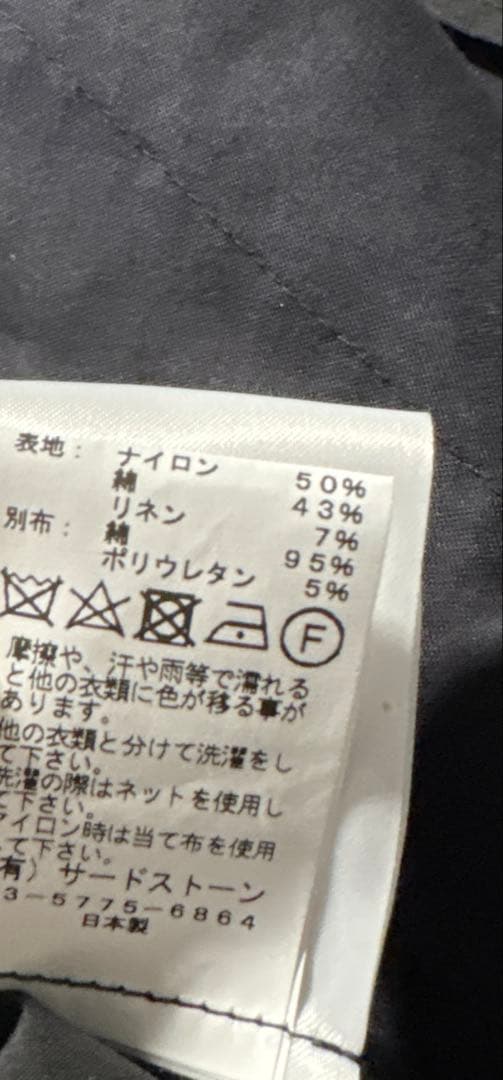 表地： ナイロン 50%
綿 43%
リネン 7%
別布： 綿 95%
ポリウレタン 5%
F
摩擦や、汗や雨等で濡れる
と他の衣類に色が移る事が
あります。
他の衣類と分けて洗濯をし
て下さい。
洗濯の際はネットを使用し
て下さい。
アイロン時は当て布を使用
して下さい。
有）サードストーン
3−5775−6864
日本製